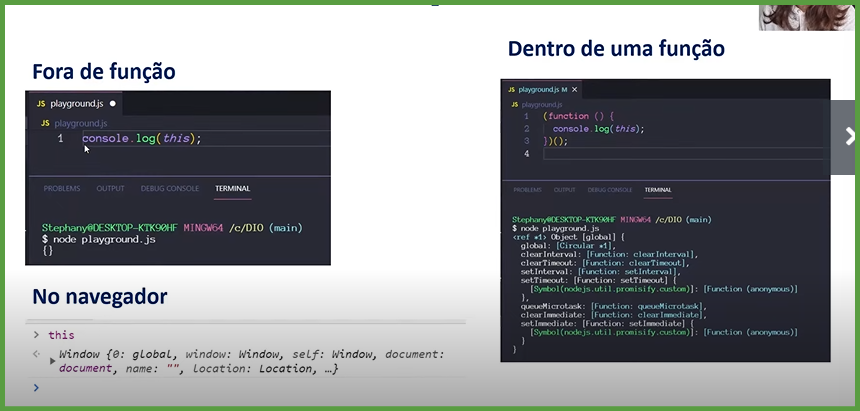 Fora de função
JS playground.js ●
JS playground.js
1 console.log(this);
PROBLEMS OUTPUT DEBUG CONSOLE TERMINAL
Stephany@DESKTOP-KTK90HF MINGW64 /c/DIO (main)
$ node playground.js
{}
No navegador
> this
Window {0: global, window: Window, self: Window, document:
document, name: "", location: Location, …}
>
Dentro de uma função
JS playground.js M ×
JS playground.js
1 (function () {
2 console.log(this);
3 })();
4
PROBLEMS OUTPUT DEBUG CONSOLE TERMINAL
Stephany@DESKTOP-KTK90HF MINGW64 /c/DIO (main)
$ node playground.js
<ref *1> Object [global] {
global: [Circular *1],
clearInterval: [Function: clearInterval],
clearTimeout: [Function: clearTimeout],
setInterval: [Function: setInterval],
setTimeout: [Function: setTimeout] {
[Symbol(nodejs.util.promisify.custom)]: [Function (anonymous)]
},
queueMicrotask: [Function: queueMicrotask],
clearImmediate: [Function: clearImmediate],
setImmediate: [Function: setImmediate] {
[Symbol(nodejs.util.promisify.custom)]: [Function (anonymous)]
}
}